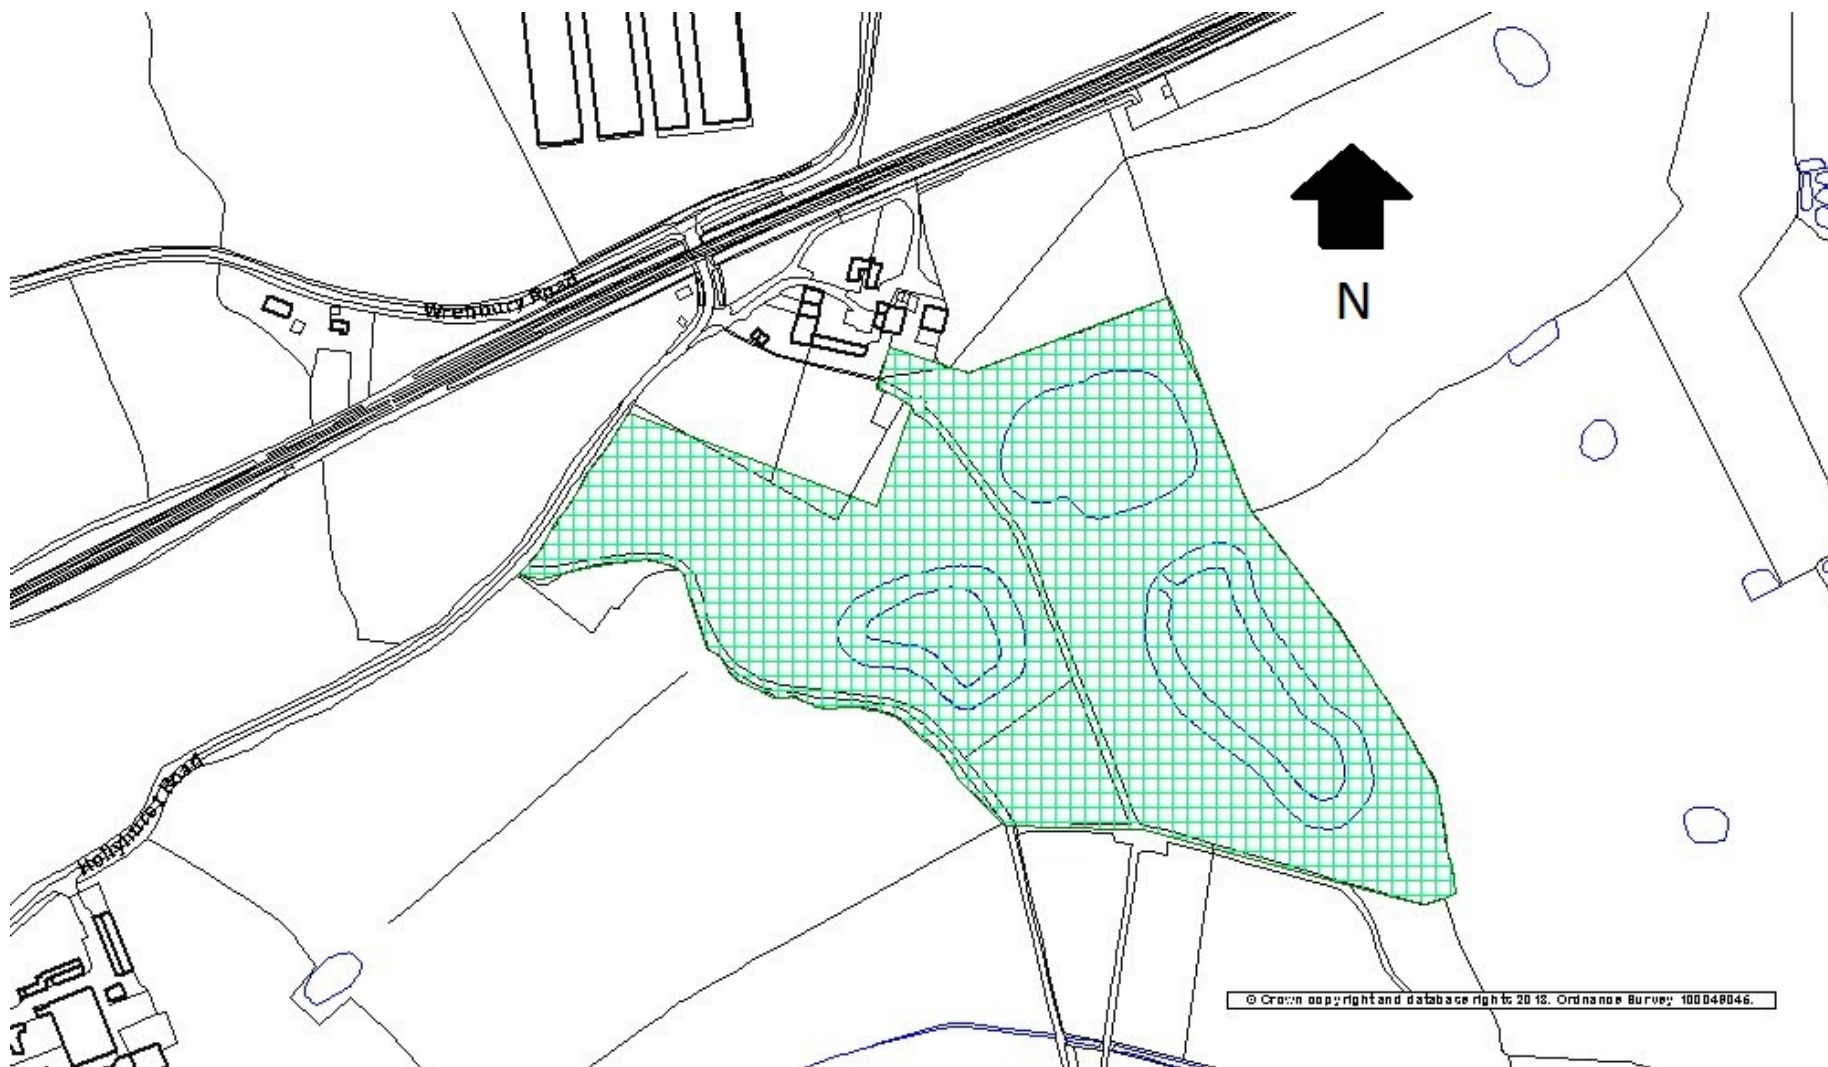 Wrenbury Road
N
Hollyhurst Road
© Crown copyright and database rights 2018. Ordnance Survey 100049046.